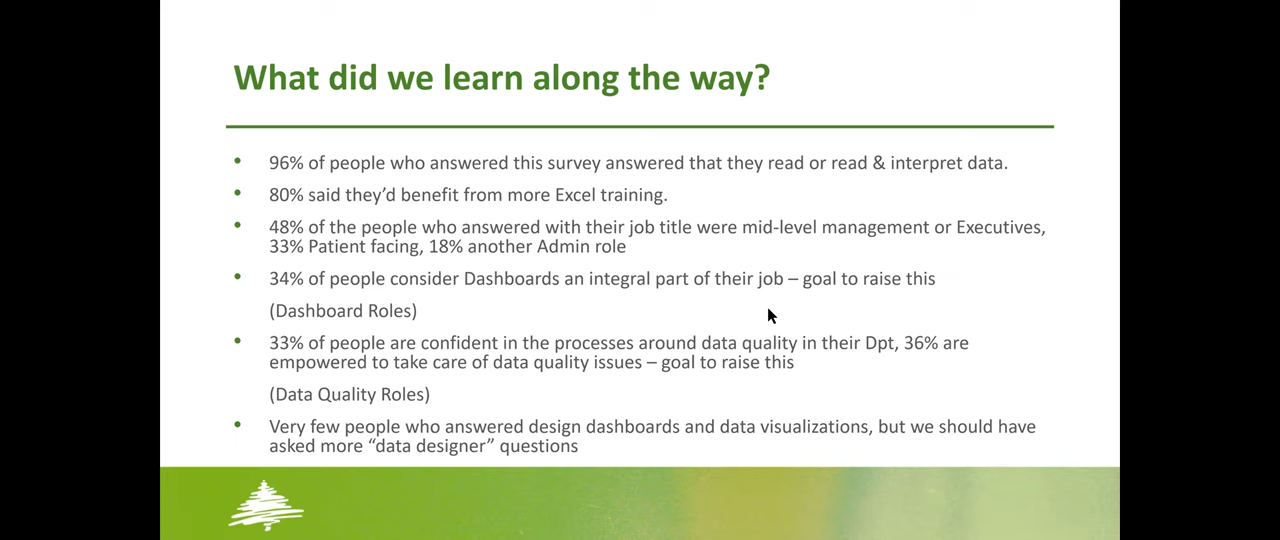 What did we learn along the way?
• 96% of people who answered this survey answered that they read or read & interpret data.
• 80% said they’d benefit from more Excel training.
• 48% of the people who answered with their job title were mid-level management or Executives,
33% Patient facing, 18% another Admin role
• 34% of people consider Dashboards an integral part of their job – goal to raise this
(Dashboard Roles)
• 33% of people are confident in the processes around data quality in their Dpt, 36% are
empowered to take care of data quality issues – goal to raise this
(Data Quality Roles)
• Very few people who answered design dashboards and data visualizations, but we should have
asked more “data designer” questions